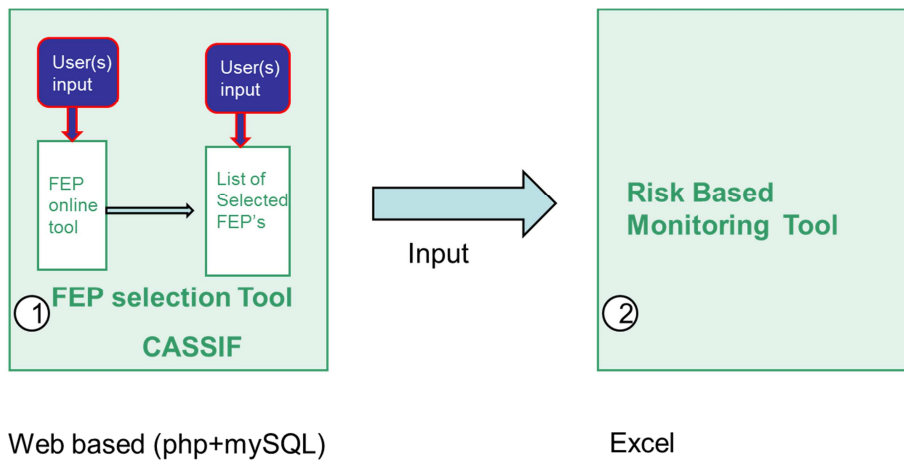 User(s)
input
User(s)
input
FEP
online
tool
List of
Selected
FEP's
FEP selection Tool
1
CASSIF
Input
Risk Based
Monitoring Tool
2
Web based (php+mySQL)
Excel